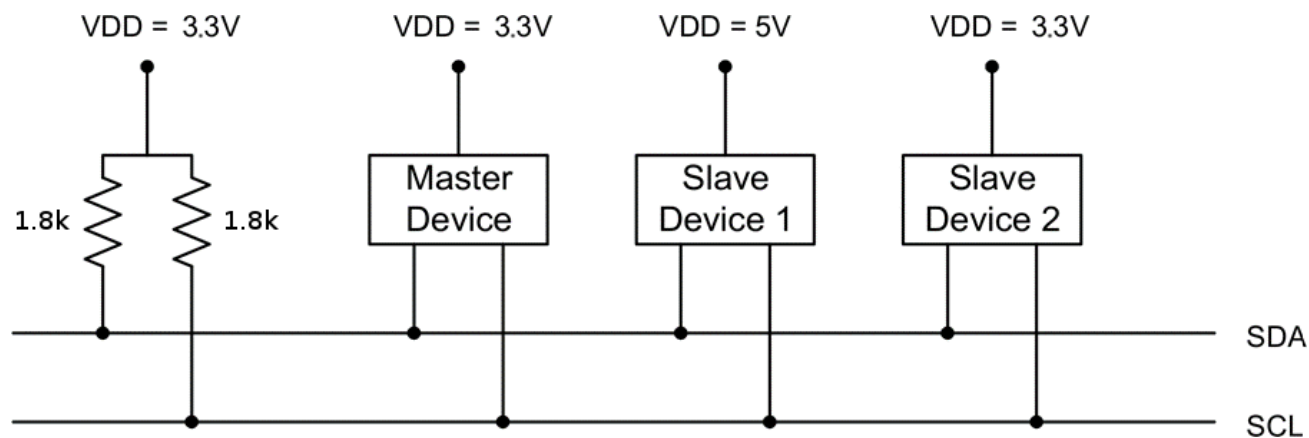 VDD = 3.3V
VDD = 3.3V
VDD = 5V
VDD = 3.3V
1.8k
1.8k
Master
Device
Slave
Device 1
Slave
Device 2
SDA
SCL